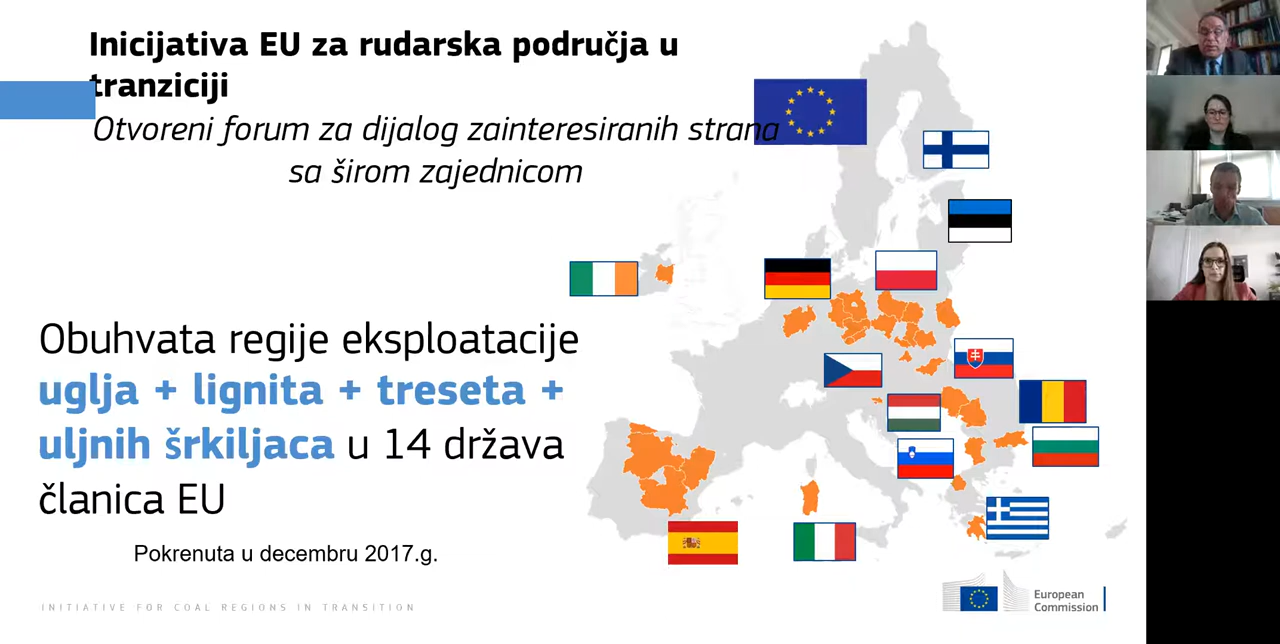 Inicijativa EU za rudarska područja u
tranziciji
Otvoreni forum za dijalog zainteresiranih strana
sa širom zajednicom
Obuhvata regije eksploatacije
uglja + lignita + treseta +
uljnih šrkiljaca u 14 država
članica EU
Pokrenuta u decembru 2017.g.
INITIATIVE FOR COAL REGIONS IN TRANSITION
European
Commission